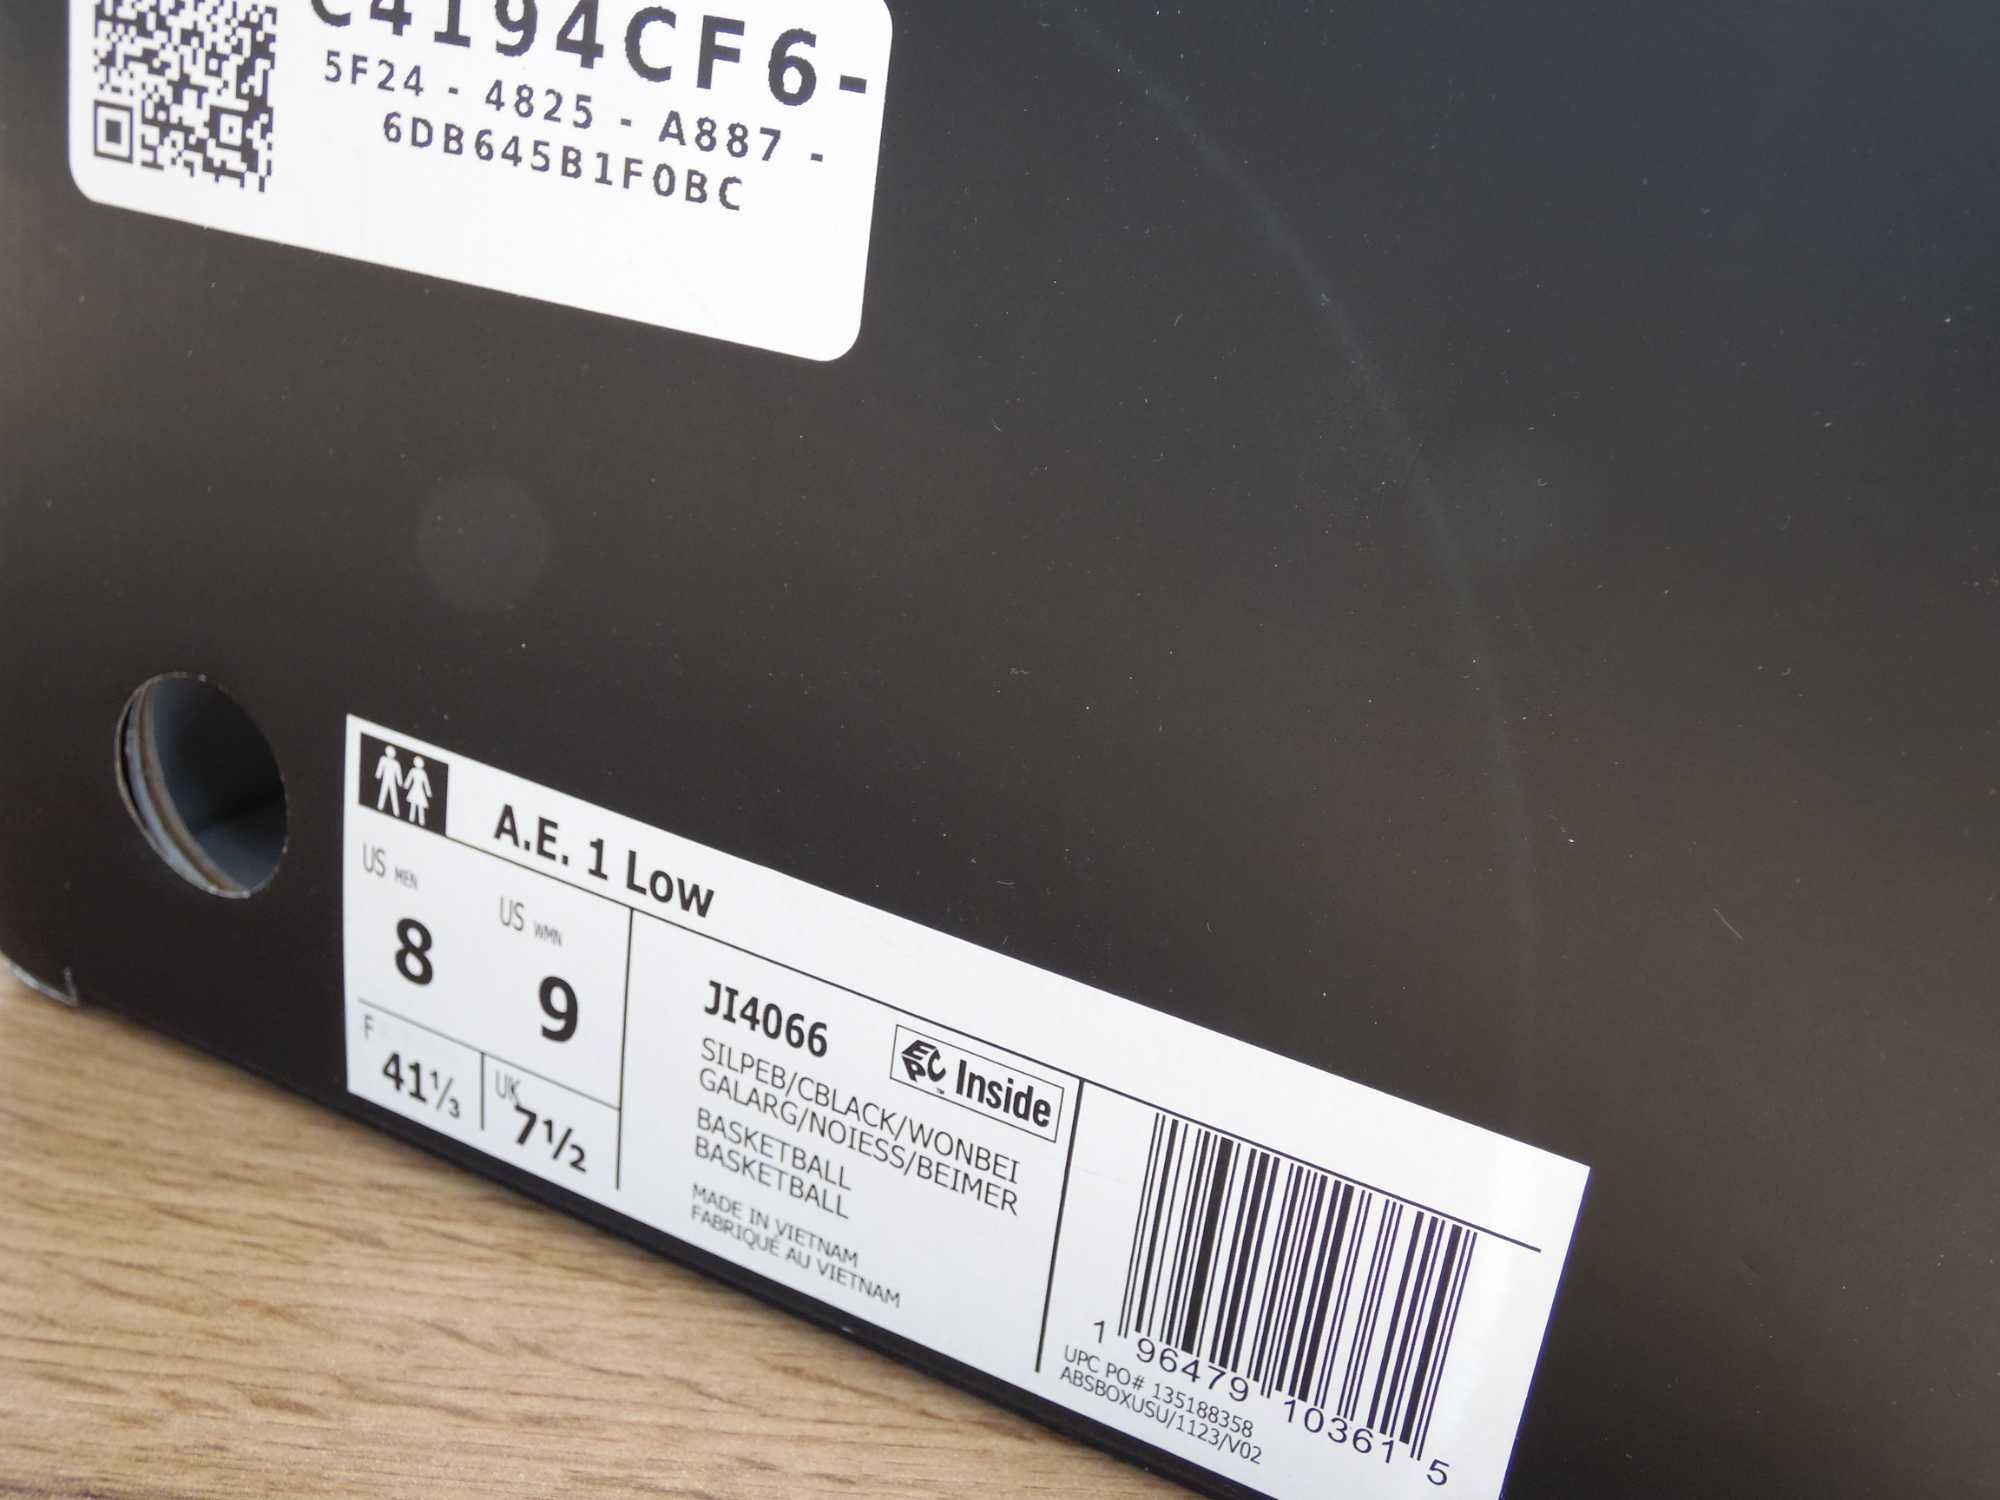 C4194CF6-
5F24 - 4825 - A887 -
6DB645B1F0BC
A.E. 1 Low
US MEN
8
US WMN
9
F
41⅓
UK
7½
JI4066
SILPEB/CBLACK/WONBEI
GALARG/NOIESS/BEIMER
BASKETBALL
BASKETBALL
MADE IN VIETNAM
FABRIQUÉ AU VIETNAM
EPC™ Inside
1 96479 10361 5
UPC PO# 135188358
ABSBOXUSU/1123/V02